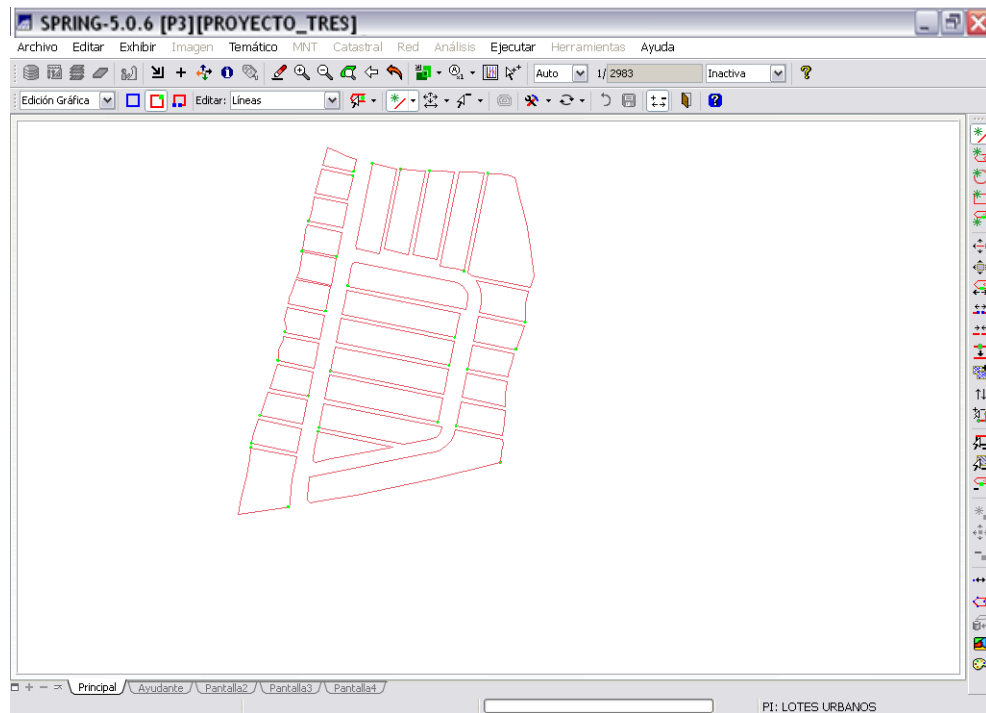 SPRING-5.0.6 [P3][PROYECTO_TRES]
Archivo Editar Exhibir Imagen Temático MNT Catastral Red Análisis Ejecutar Herramientas Ayuda
Auto 1/ 2983 Inactiva
Edición Gráfica Editar: Líneas
Principal Ayudante Pantalla2 Pantalla3 Pantalla4
PI: LOTES URBANOS